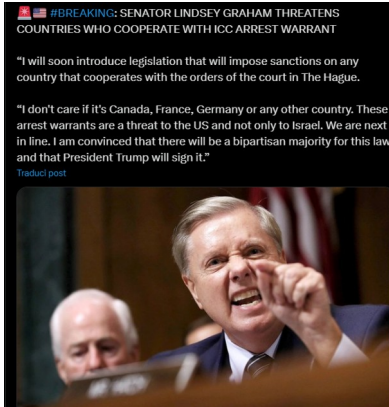 🚨🇺🇸 #BREAKING: SENATOR LINDSEY GRAHAM THREATENS
COUNTRIES WHO COOPERATE WITH ICC ARREST WARRANT
“I will soon introduce legislation that will impose sanctions on any
country that cooperates with the orders of the court in The Hague.
“I don't care if it's Canada, France, Germany or any other country. These
arrest warrants are a threat to the US and not only to Israel. We are next
in line. I am convinced that there will be a bipartisan majority for this law
and that President Trump will sign it.”
Traduci post